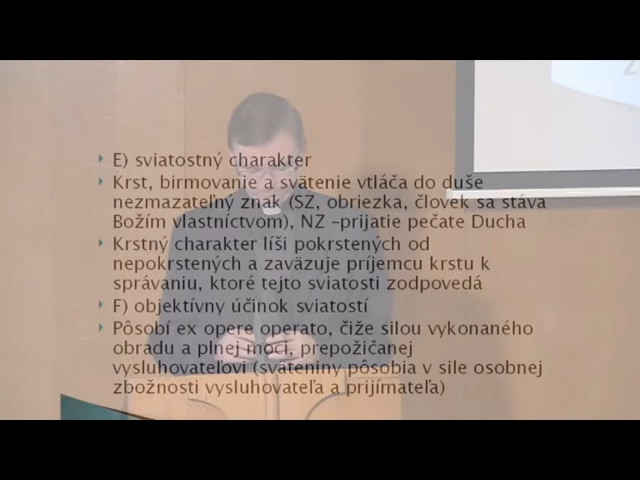 E) sviatostný charakter
Krst, birmovanie a svätenie vtláča do duše
nezmazateľný znak (SZ, obriezka, človek sa stáva
Božím vlastníctvom), NZ –prijatie pečate Ducha
Krstný charakter líši pokrstených od
nepokrstených a zaväzuje príjemcu krstu k
správaniu, ktoré tejto sviatosti zodpovedá
F) objektívny účinok sviatostí
Pôsobí ex opere operato, čiže silou vykonaného
obradu a plnej moci, prepožičanej
vysluhovateľovi (sväteniny pôsobia v sile osobnej
zbožnosti vysluhovateľa a prijímateľa)